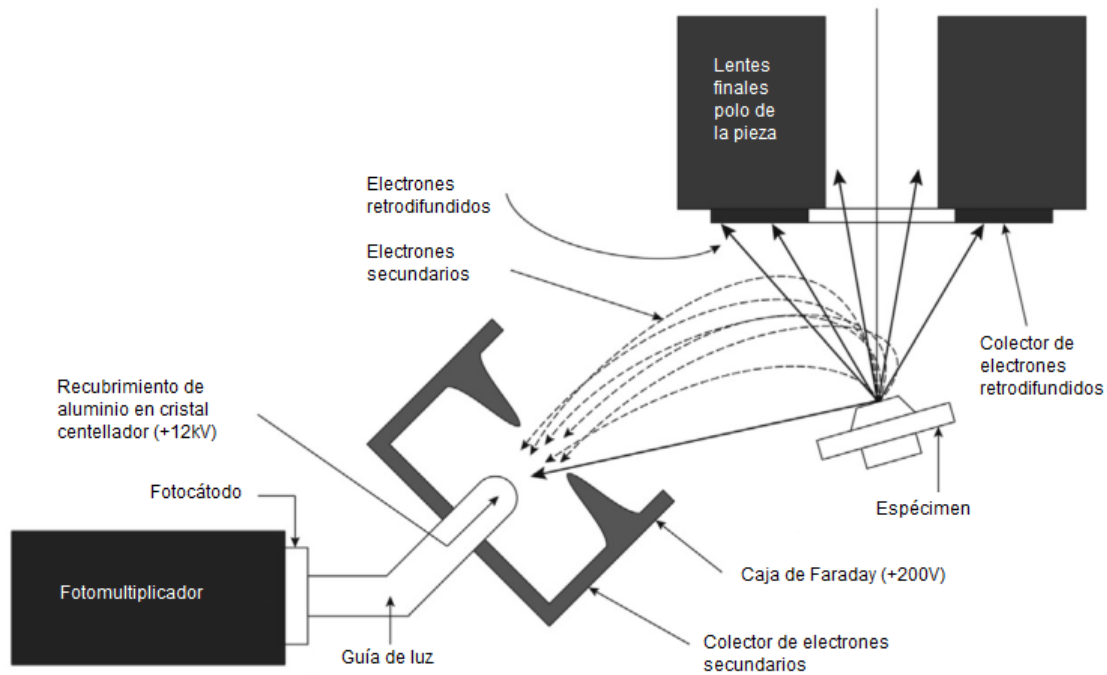 Lentes
finales
polo de
la pieza
Electrones
retrodifundidos
Electrones
secundarios
Colector de
electrones
retrodifundidos
Recubrimiento de
aluminio en cristal
centellador (+12kV)
Fotocátodo
Espécimen
Caja de Faraday (+200V)
Fotomultiplicador
Guía de luz
Colector de electrones
secundarios